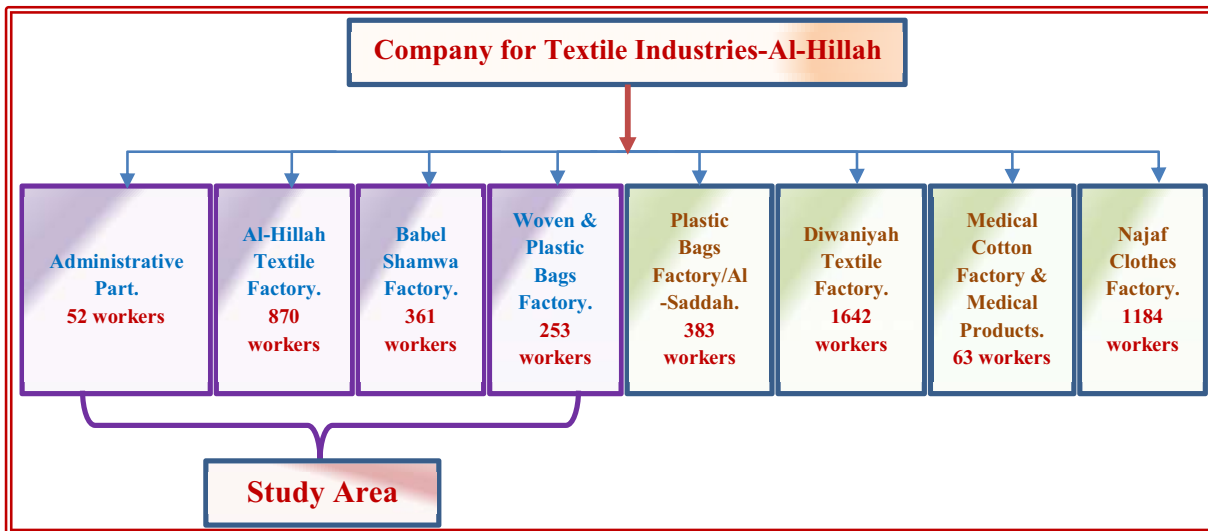 Company for Textile Industries-Al-Hillah
Administrative
Part.
52 workers
Al-Hillah
Textile
Factory.
870
workers
Babel
Shamwa
Factory.
361
workers
Woven &
Plastic
Bags
Factory.
253
workers
Plastic
Bags
Factory/Al
-Saddah.
383
workers
Diwaniyah
Textile
Factory.
1642
workers
Medical
Cotton
Factory &
Medical
Products.
63 workers
Najaf
Clothes
Factory.
1184
workers
Study Area